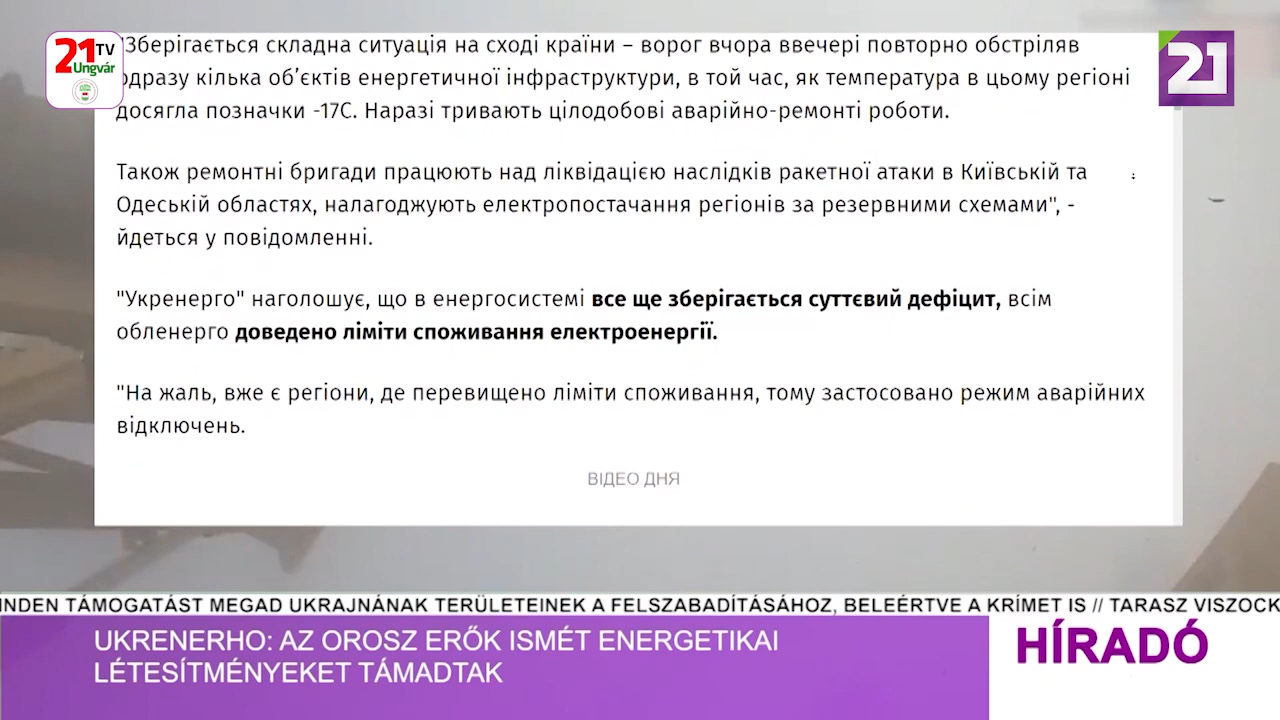 21 TV
Ungvár
21
"Зберігається складна ситуація на сході країни – ворог вчора ввечері повторно обстріляв
одразу кілька об’єктів енергетичної інфраструктури, в той час, як температура в цьому регіоні
досягла позначки -17С. Наразі тривають цілодобові аварійно-ремонті роботи.
Також ремонтні бригади працюють над ліквідацією наслідків ракетної атаки в Київській та
Одеській областях, налагоджують електропостачання регіонів за резервними схемами", -
йдеться у повідомленні.
"Укренерго" наголошує, що в енергосистемі все ще зберігається суттєвий дефіцит, всім
обленерго доведено ліміти споживання електроенергії.
"На жаль, вже є регіони, де перевищено ліміти споживання, тому застосовано режим аварійних
відключень.
ВІДЕО ДНЯ
INDEN TÁMOGATÁST MEGAD UKRAJNÁNAK TERÜLETEINEK A FELSZABADÍTÁSÁHOZ, BELEÉRTVE A KRÍMET IS // TARASZ VISZOCK
UKRENERHO: AZ OROSZ ERŐK ISMÉT ENERGETIKAI
LÉTESÍTMÉNYEKET TÁMADTAK
HÍRADÓ